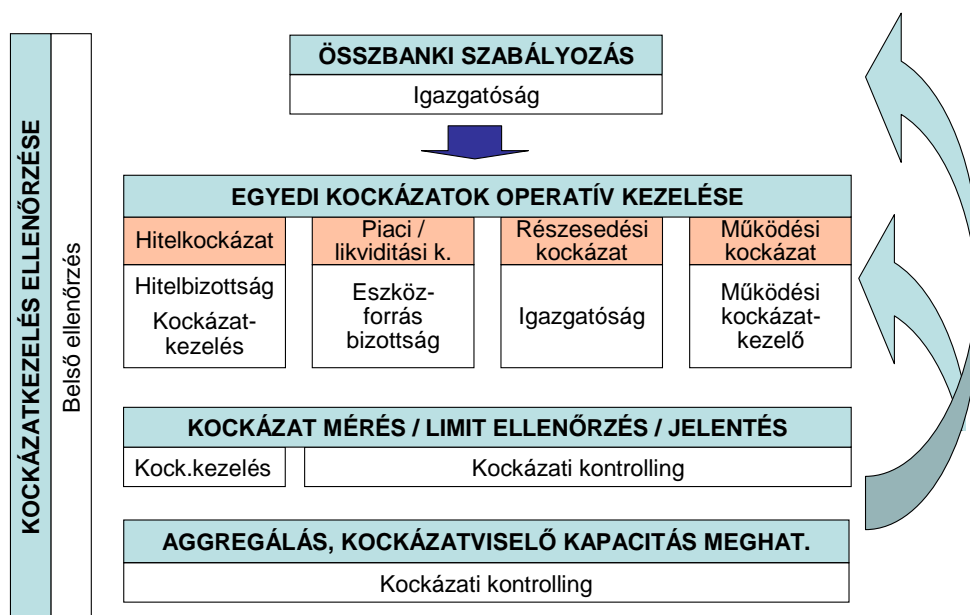 KOCKÁZATKEZELÉS ELLENŐRZÉSE
Belső ellenőrzés
ÖSSZBANKI SZABÁLYOZÁS
Igazgatóság
EGYEDI KOCKÁZATOK OPERATÍV KEZELÉSE
Hitelkockázat
Hitelbizottság
Kockázat-
kezelés
Piaci /
likviditási k.
Eszköz-
forrás
bizottság
Részesedési
kockázat
Igazgatóság
Működési
kockázat
Működési
kockázat-
kezelő
KOCKÁZAT MÉRÉS / LIMIT ELLENŐRZÉS / JELENTÉS
Kock.kezelés
Kockázati kontrolling
AGGREGÁLÁS, KOCKÁZATVISELŐ KAPACITÁS MEGHAT.
Kockázati kontrolling